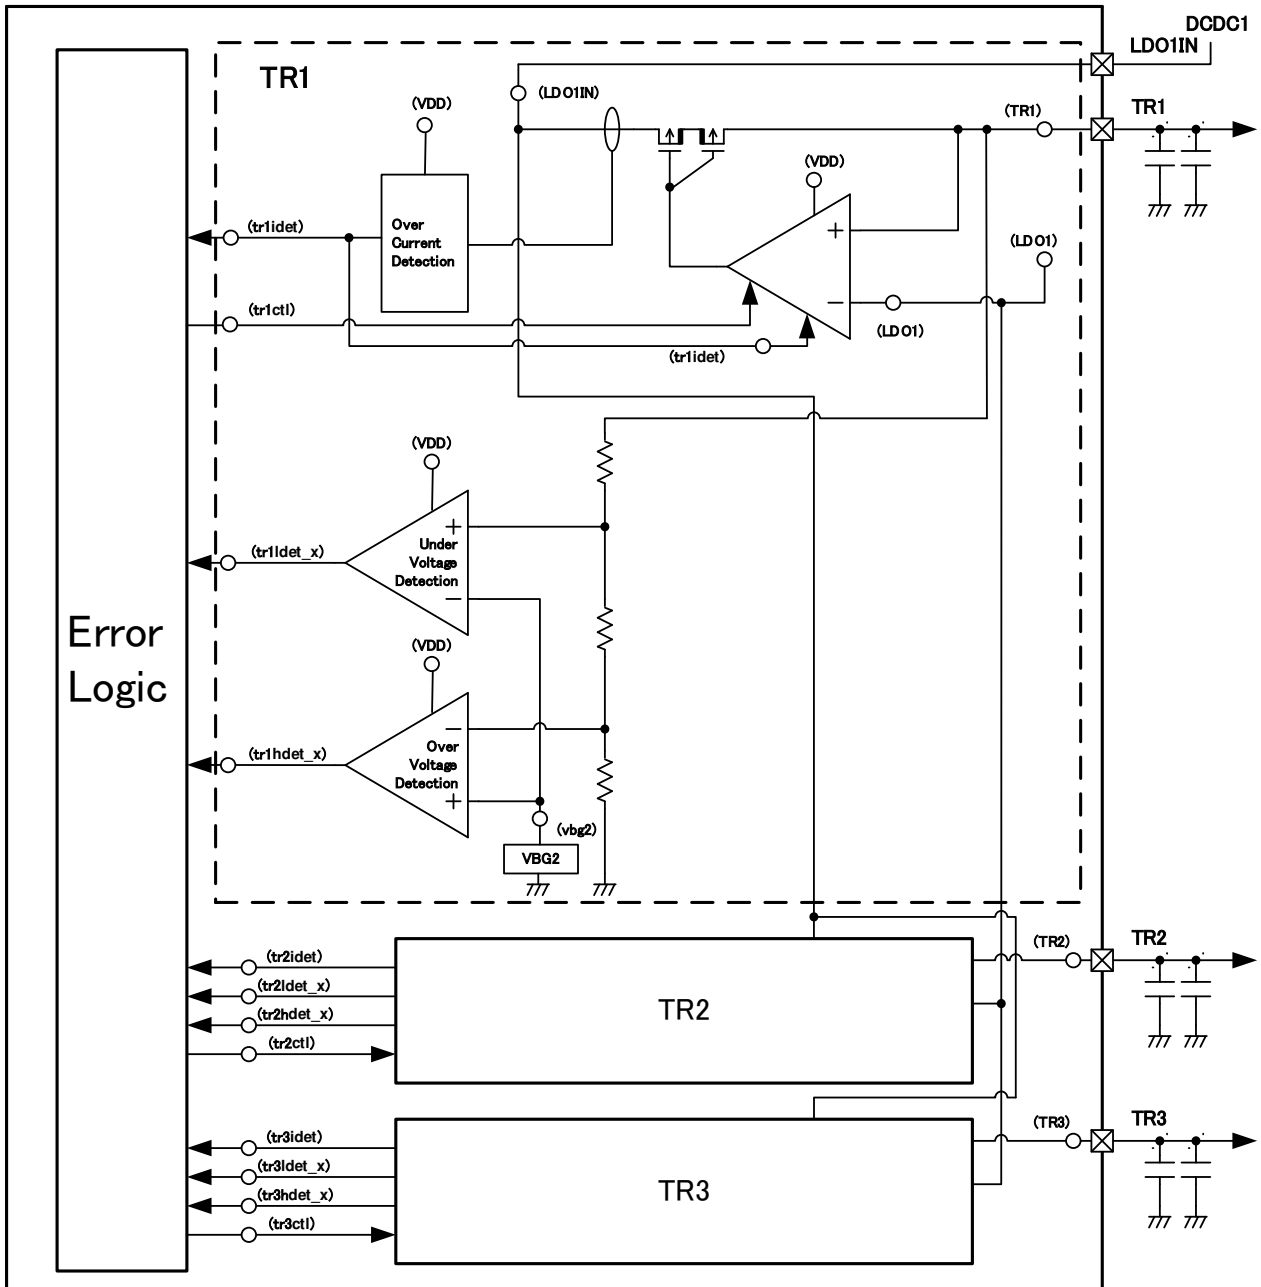 DCDC1
LDO1IN
TR1
(LDO1IN)
(VDD)
(TR1)
TR1
(VDD)
(tr1idet)
Over
Current
Detection
+
(LDO1)
(tr1ctl)
−
(LDO1)
(tr1idet)
(VDD)
+
(tr1ldet_x)
Under
Voltage
Detection
−
Error
Logic
(VDD)
−
(tr1hdet_x)
Over
Voltage
Detection
+
(vbg2)
VBG2
(tr2idet)
(tr2ldet_x)
(tr2hdet_x)
(tr2ctl)
TR2
(TR2)
TR2
(tr3idet)
(tr3ldet_x)
(tr3hdet_x)
(tr3ctl)
TR3
(TR3)
TR3